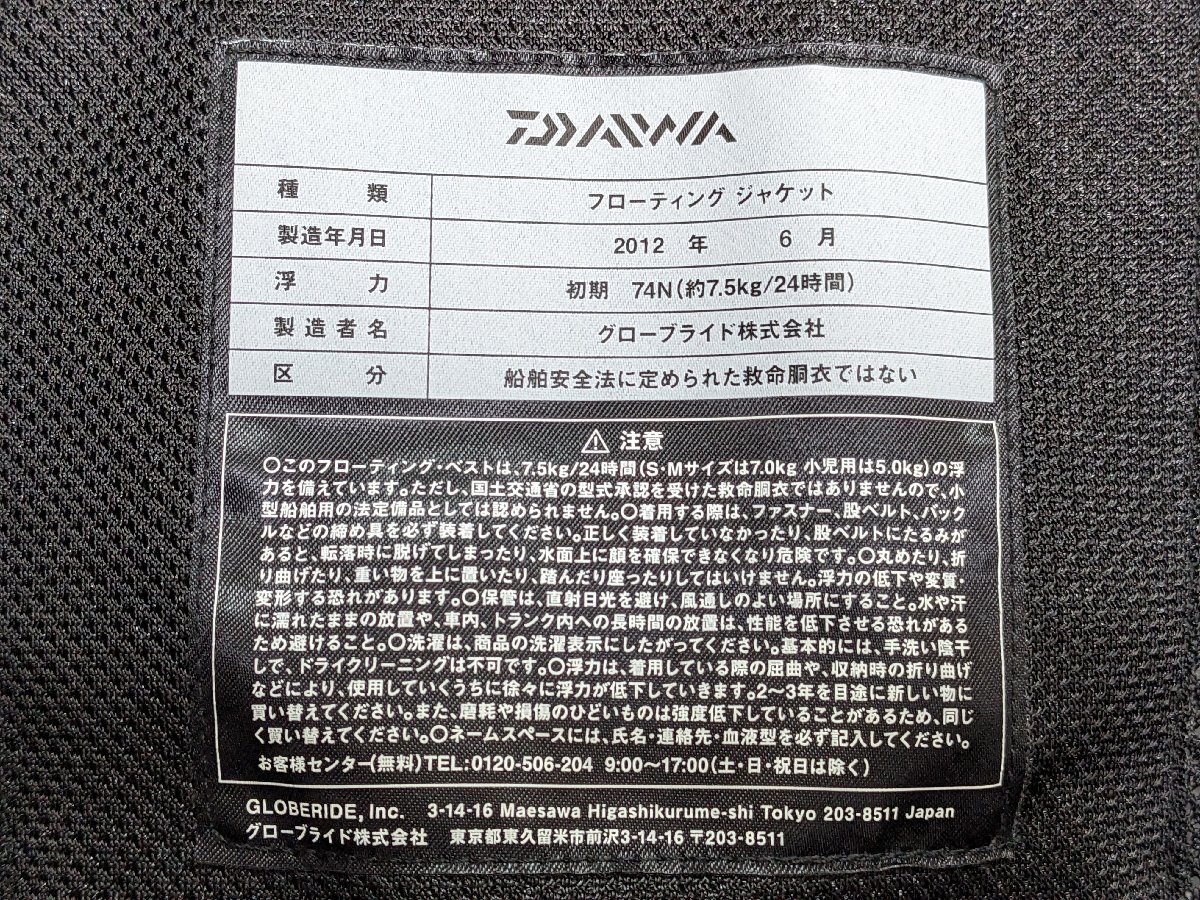 DAIWA
種類 フローティング ジャケット
製造年月日 2012 年 6 月
浮力 初期 74N(約7.5kg/24時間)
製造者名 グローブライド株式会社
区分 船舶安全法に定められた救命胴衣ではない
⚠ 注意
〇このフローティング・ベストは、7.5kg/24時間(S・Mサイズは7.0kg 小児用は5.0kg)の浮
力を備えています。ただし、国土交通省の型式承認を受けた救命胴衣ではありませんので、小
型船舶用の法定備品としては認められません。〇着用する際は、ファスナー、股ベルト、バック
ルなどの締め具を必ず装着してください。正しく装着していなかったり、股ベルトにたるみが
あると、転落時に脱げてしまったり、水面上に顔を確保できなくなり危険です。〇丸めたり、折
り曲げたり、重い物を上に置いたり、踏んだり座ったりしてはいけません。浮力の低下や変質・
変形する恐れがあります。〇保管は、直射日光を避け、風通しのよい場所にすること。水や汗
に濡れたままの放置や、車内、トランク内への長時間の放置は、性能を低下させる恐れがある
ため避けること。〇洗濯は、商品の洗濯表示にしたがってください。基本的には、手洗い陰干
しで、ドライクリーニングは不可です。〇浮力は、着用している際の屈曲や、収納時の折り曲げ
などにより、使用していくうちに徐々に浮力が低下していきます。2〜3年を目途に新しい物に
買い替えてください。また、磨耗や損傷のひどいものは強度低下していることがあるため、同じ
く買い替えてください。〇ネームスペースには、氏名・連絡先・血液型を必ず記入してください。
お客様センター(無料)TEL:0120-506-204 9:00〜17:00(土・日・祝日は除く)
GLOBERIDE, Inc. 3-14-16 Maesawa Higashikurume-shi Tokyo 203-8511 Japan
グローブライド株式会社 東京都東久留米市前沢3-14-16 〒203-8511